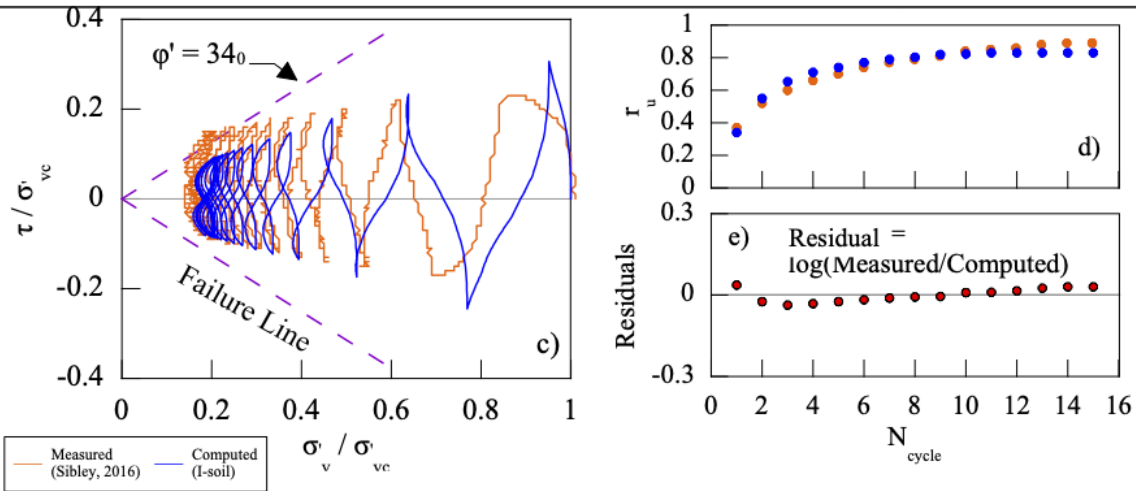 φ' = 34₀
0.4
0.2
0
-0.2
-0.4
τ / σ'vc
Failure Line
c)
0
0.2
0.4
0.6
0.8
1
σ'v / σ'vc
Measured
(Sibley, 2016)
Computed
(I-soil)
1
0.8
0.6
0.4
0.2
0
r_u
d)
0.3
0
-0.3
Residuals
e)
Residual =
log(Measured/Computed)
0 2 4 6 8 10 12 14 16
N_cycle